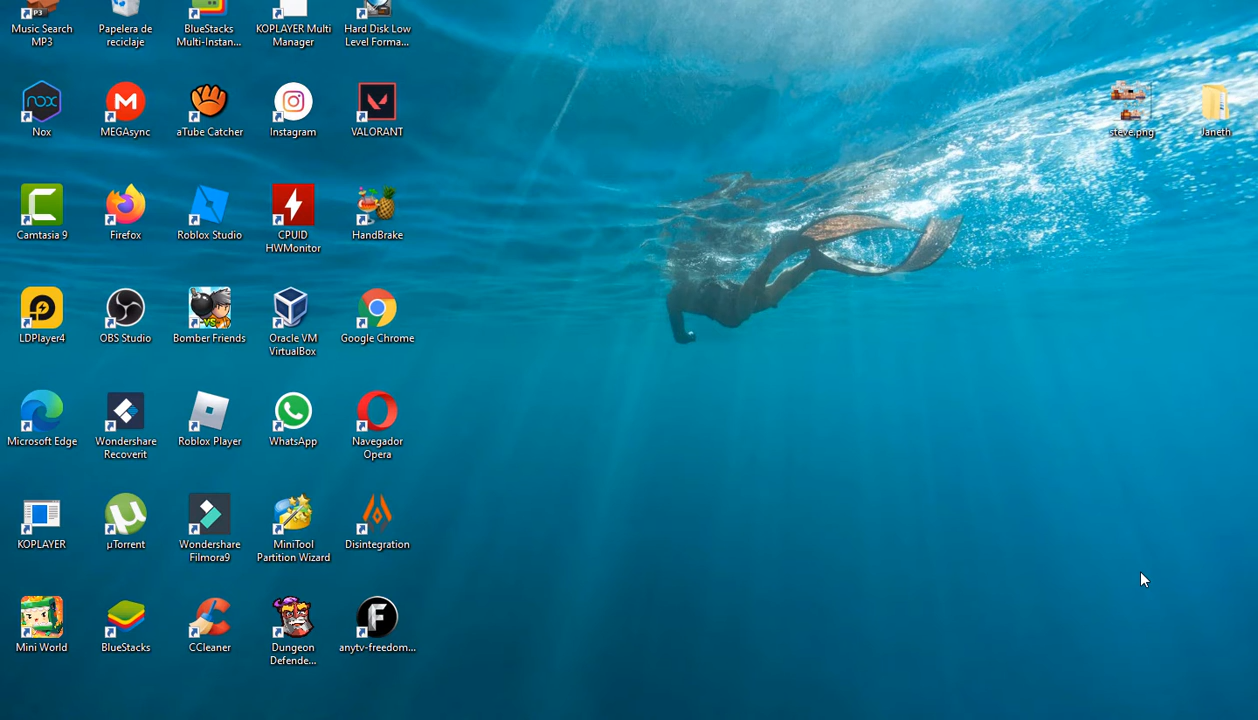 Music Search
MP3
Papelera de
reciclaje
BlueStacks
Multi-Instan...
KOPLAYER Multi
Manager
Hard Disk Low
Level Forma...
Nox
MEGAsync
aTube Catcher
Instagram
VALORANT
steve.png
Janeth
Camtasia 9
Firefox
Roblox Studio
CPUID
HWMonitor
HandBrake
LDPlayer4
OBS Studio
Bomber Friends
Oracle VM
VirtualBox
Google Chrome
Microsoft Edge
Wondershare
Recoverit
Roblox Player
WhatsApp
Navegador
Opera
KOPLAYER
µTorrent
Wondershare
Filmora9
MiniTool
Partition Wizard
Disintegration
Mini World
BlueStacks
CCleaner
Dungeon
Defende...
anytv-freedom...